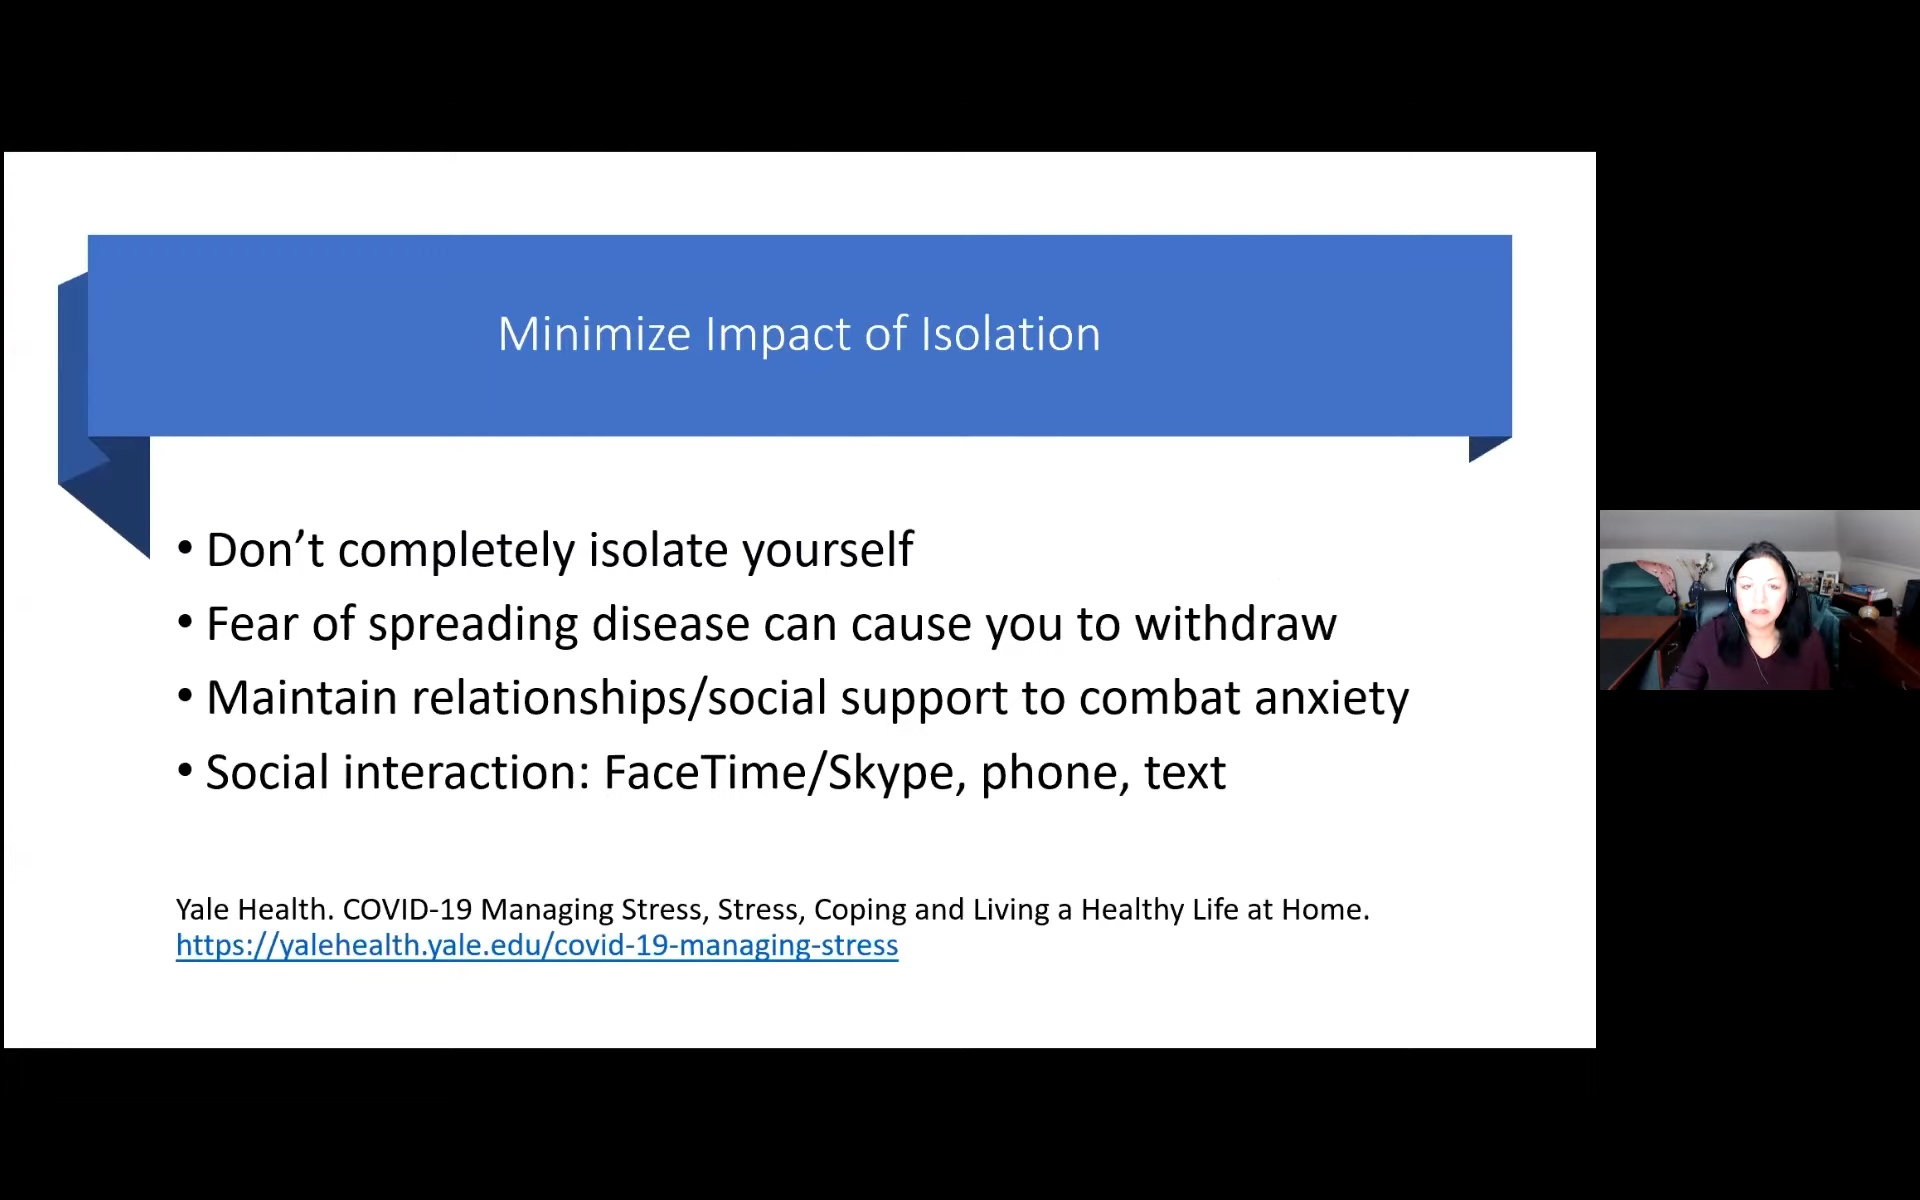 Minimize Impact of Isolation
• Don’t completely isolate yourself
• Fear of spreading disease can cause you to withdraw
• Maintain relationships/social support to combat anxiety
• Social interaction: FaceTime/Skype, phone, text
Yale Health. COVID-19 Managing Stress, Stress, Coping and Living a Healthy Life at Home.
https://yalehealth.yale.edu/covid-19-managing-stress